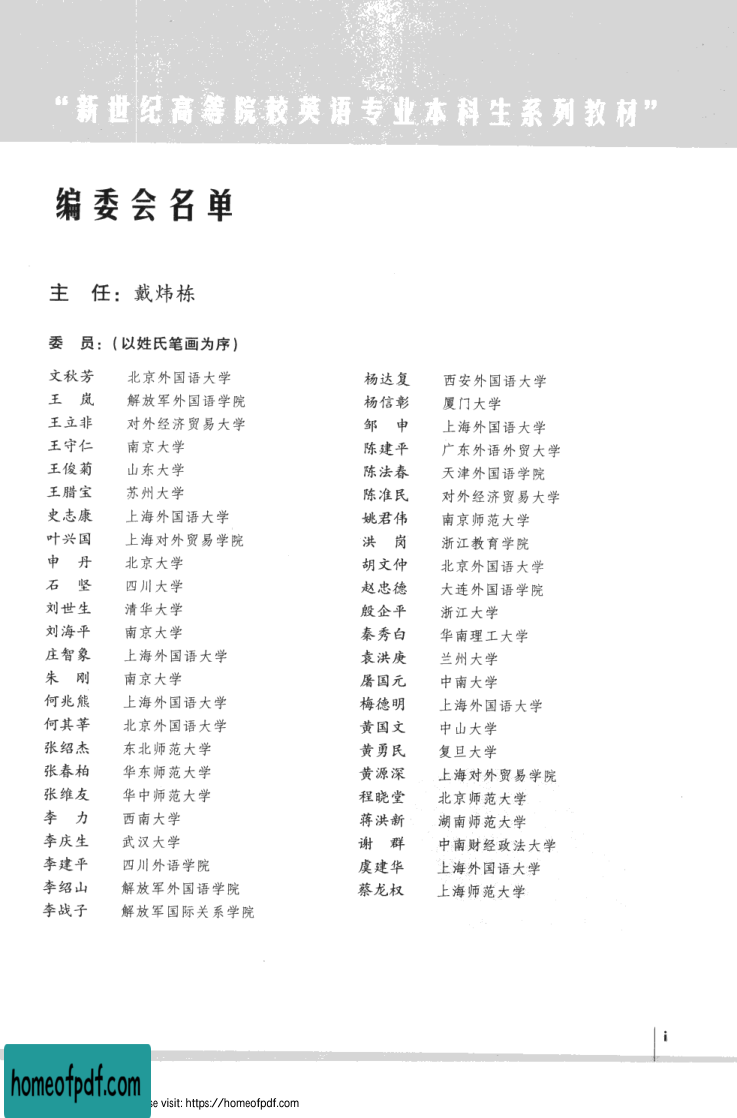 “新世纪高等院校英语专业本科生系列教材”
编委会名单
主 任：戴炜栋
委 员：（以姓氏笔画为序）
文秋芳 北京外国语大学
王 岚 解放军外国语学院
王立非 对外经济贸易大学
王守仁 南京大学
王俊菊 山东大学
王腊宝 苏州大学
史志康 上海外国语大学
叶兴国 上海对外贸易学院
申 丹 北京大学
石 坚 四川大学
刘世生 清华大学
刘海平 南京大学
庄智象 上海外国语大学
朱 刚 南京大学
何兆熊 上海外国语大学
何其莘 北京外国语大学
张绍杰 东北师范大学
张春柏 华东师范大学
张维友 华中师范大学
李 力 西南大学
李庆生 武汉大学
李建平 四川外语学院
李绍山 解放军外国语学院
李战子 解放军国际关系学院
杨达复 西安外国语大学
杨信彰 厦门大学
邹 申 上海外国语大学
陈建平 广东外语外贸大学
陈法春 天津外国语学院
陈准民 对外经济贸易大学
姚君伟 南京师范大学
洪 岗 浙江教育学院
胡文仲 北京外国语大学
赵忠德 大连外国语学院
殷企平 浙江大学
秦秀白 华南理工大学
袁洪庚 兰州大学
屠国元 中南大学
梅德明 上海外国语大学
黄国文 中山大学
黄勇民 复旦大学
黄源深 上海对外贸易学院
程晓堂 北京师范大学
蒋洪新 湖南师范大学
谢 群 中南财经政法大学
虞建华 上海外国语大学
蔡龙权 上海师范大学
i
homeofpdf.com
se visit: https://homeofpdf.com